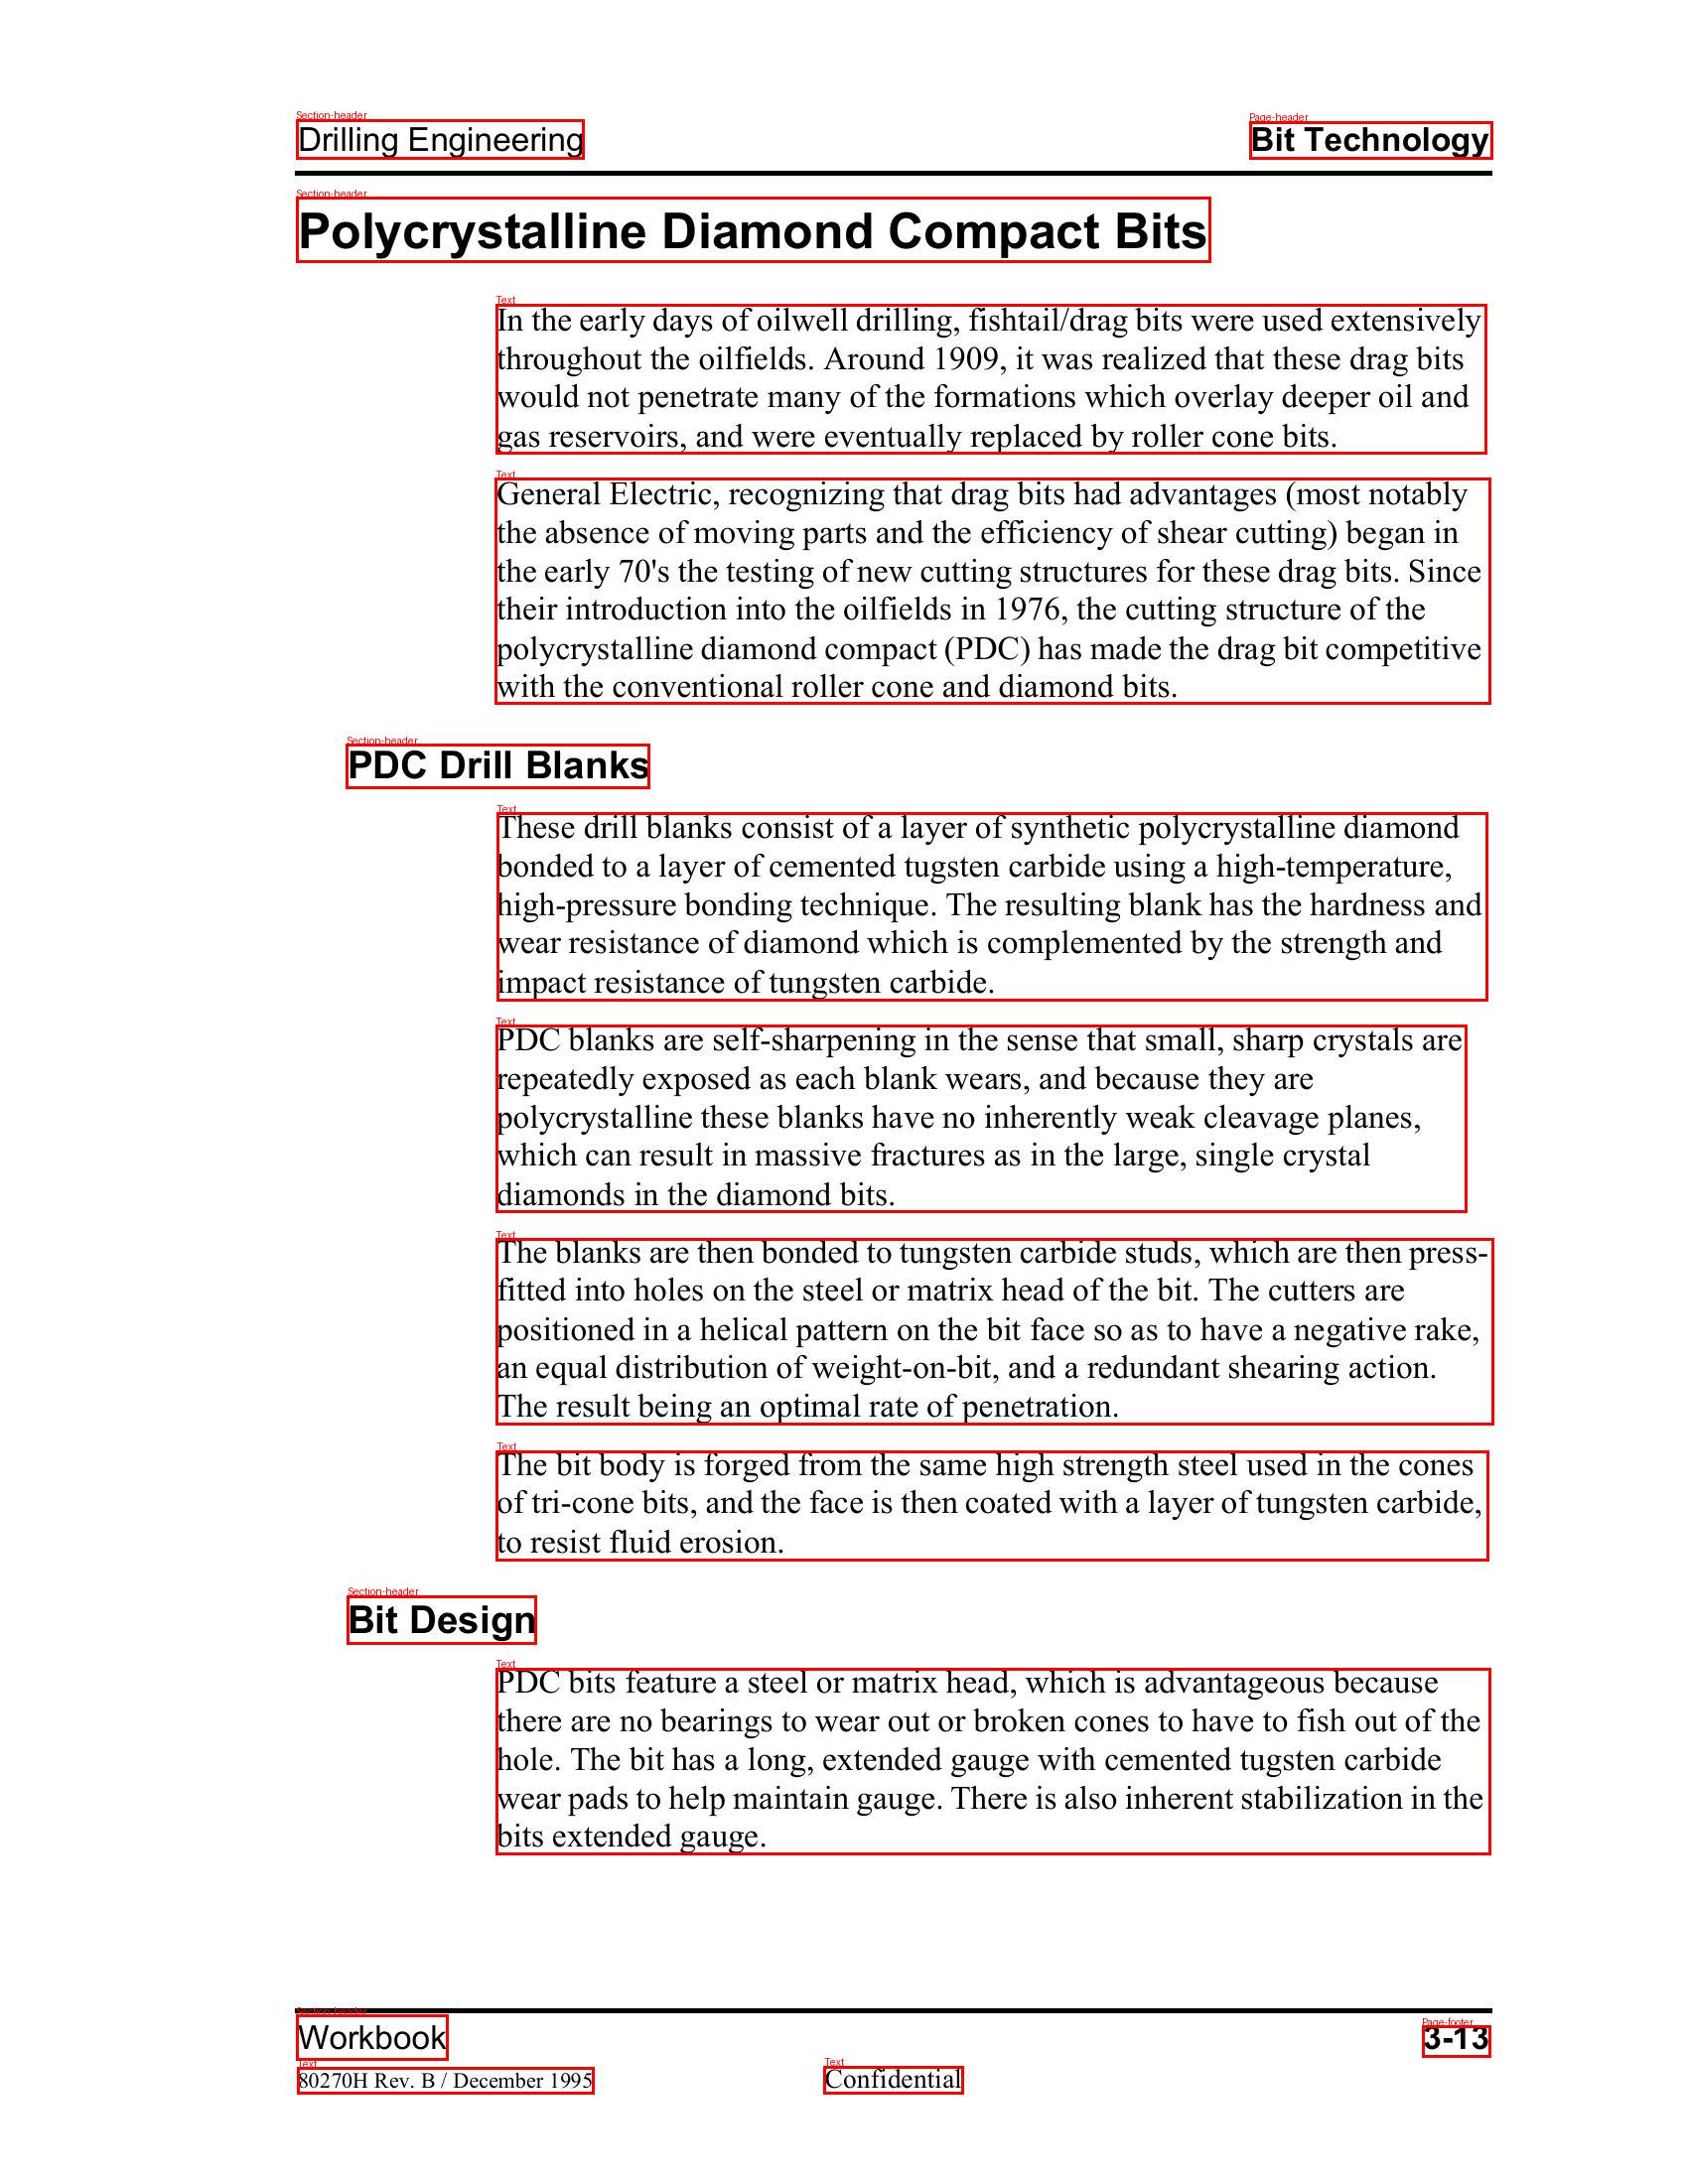 Section-header
Drilling Engineering
Page-header
Bit Technology
Section-header
Polycrystalline Diamond Compact Bits
Text
In the early days of oilwell drilling, fishtail/drag bits were used extensively
throughout the oilfields. Around 1909, it was realized that these drag bits
would not penetrate many of the formations which overlay deeper oil and
gas reservoirs, and were eventually replaced by roller cone bits.
Text
General Electric, recognizing that drag bits had advantages (most notably
the absence of moving parts and the efficiency of shear cutting) began in
the early 70's the testing of new cutting structures for these drag bits. Since
their introduction into the oilfields in 1976, the cutting structure of the
polycrystalline diamond compact (PDC) has made the drag bit competitive
with the conventional roller cone and diamond bits.
Section-header
PDC Drill Blanks
Text
These drill blanks consist of a layer of synthetic polycrystalline diamond
bonded to a layer of cemented tugsten carbide using a high-temperature,
high-pressure bonding technique. The resulting blank has the hardness and
wear resistance of diamond which is complemented by the strength and
impact resistance of tungsten carbide.
Text
PDC blanks are self-sharpening in the sense that small, sharp crystals are
repeatedly exposed as each blank wears, and because they are
polycrystalline these blanks have no inherently weak cleavage planes,
which can result in massive fractures as in the large, single crystal
diamonds in the diamond bits.
Text
The blanks are then bonded to tungsten carbide studs, which are then press-
fitted into holes on the steel or matrix head of the bit. The cutters are
positioned in a helical pattern on the bit face so as to have a negative rake,
an equal distribution of weight-on-bit, and a redundant shearing action.
The result being an optimal rate of penetration.
Text
The bit body is forged from the same high strength steel used in the cones
of tri-cone bits, and the face is then coated with a layer of tungsten carbide,
to resist fluid erosion.
Section-header
Bit Design
Text
PDC bits feature a steel or matrix head, which is advantageous because
there are no bearings to wear out or broken cones to have to fish out of the
hole. The bit has a long, extended gauge with cemented tugsten carbide
wear pads to help maintain gauge. There is also inherent stabilization in the
bits extended gauge.
Section-header
Workbook
Page-footer
3-13
Text
80270H Rev. B / December 1995
Text
Confidential